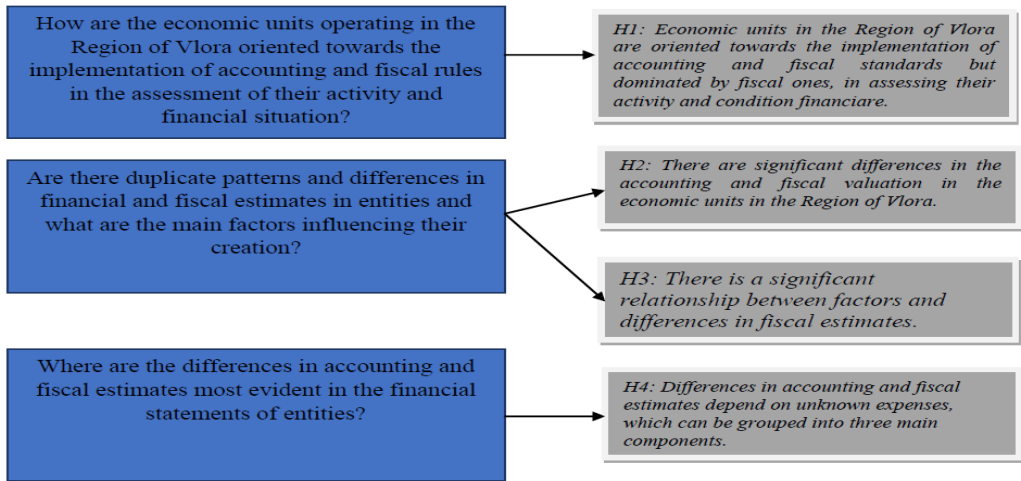 How are the economic units operating in
the Region of Vlora oriented towards the
implementation of accounting and fiscal rules
in the assessment of their activity and
financial situation?
H1: Economic units in the Region of Vlora
are oriented towards the implementation of
accounting and fiscal standards but
dominated by fiscal ones, in assessing their
activity and condition financiare.
Are there duplicate patterns and differences in
financial and fiscal estimates in entities and
what are the main factors influencing their
creation?
H2: There are significant differences in the
accounting and fiscal valuation in the
economic units in the Region of Vlora.
H3: There is a significant
relationship between factors and
differences in fiscal estimates.
Where are the differences in accounting and
fiscal estimates most evident in the financial
statements of entities?
H4: Differences in accounting and fiscal
estimates depend on unknown expenses,
which can be grouped into three main
components.